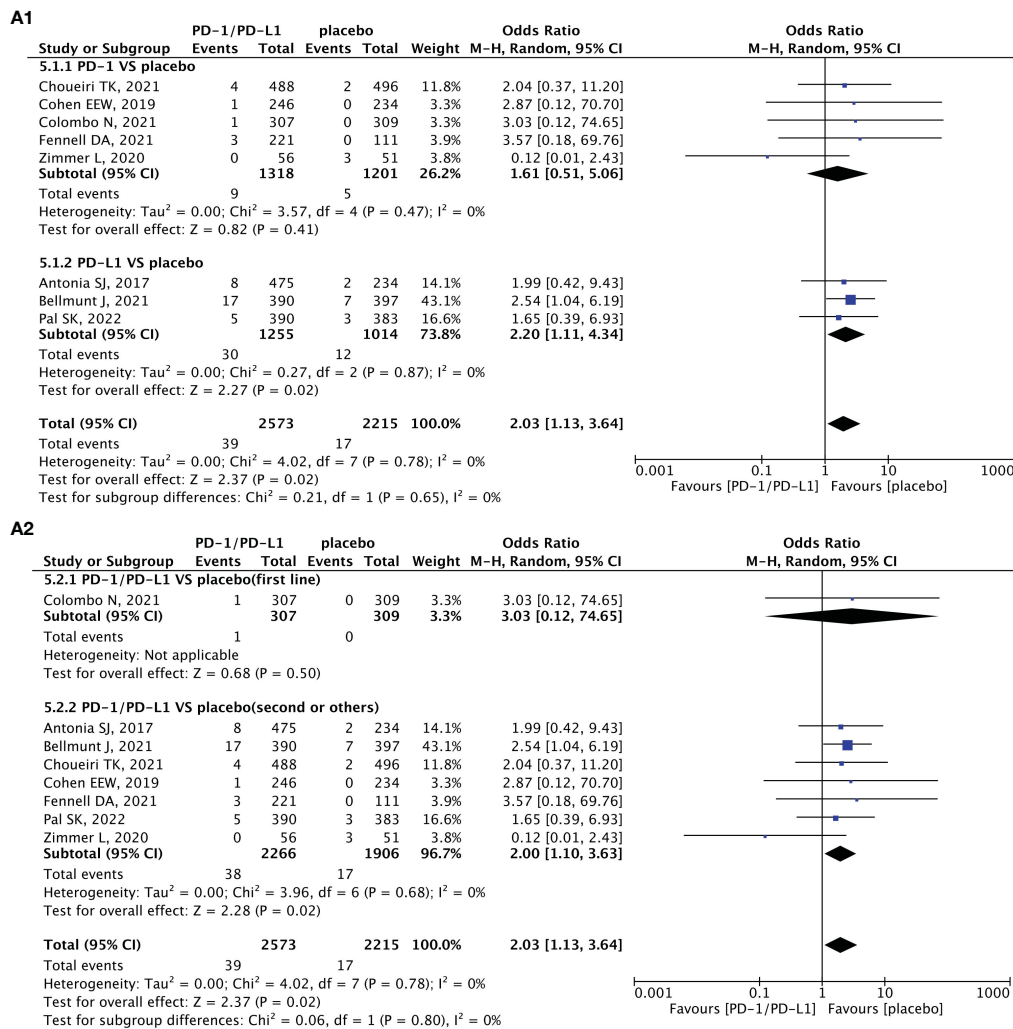 A1
PD-1/PD-L1 placebo Odds Ratio Odds Ratio
Study or Subgroup Events Total Events Total Weight M-H, Random, 95% CI M-H, Random, 95% CI
5.1.1 PD-1 VS placebo
Choueiri TK, 2021 4 488 2 496 11.8% 2.04 [0.37, 11.20]
Cohen EEW, 2019 1 246 0 234 3.3% 2.87 [0.12, 70.70]
Colombo N, 2021 1 307 0 309 3.3% 3.03 [0.12, 74.65]
Fennell DA, 2021 3 221 0 111 3.9% 3.57 [0.18, 69.76]
Zimmer L, 2020 0 56 3 51 3.8% 0.12 [0.01, 2.43]
Subtotal (95% CI) 1318 1201 26.2% 1.61 [0.51, 5.06]
Total events 9 5
Heterogeneity: Tau² = 0.00; Chi² = 3.57, df = 4 (P = 0.47); I² = 0%
Test for overall effect: Z = 0.82 (P = 0.41)
5.1.2 PD-L1 VS placebo
Antonia SJ, 2017 8 475 2 234 14.1% 1.99 [0.42, 9.43]
Bellmunt J, 2021 17 390 7 397 43.1% 2.54 [1.04, 6.19]
Pal SK, 2022 5 390 3 383 16.6% 1.65 [0.39, 6.93]
Subtotal (95% CI) 1255 1014 73.8% 2.20 [1.11, 4.34]
Total events 30 12
Heterogeneity: Tau² = 0.00; Chi² = 0.27, df = 2 (P = 0.87); I² = 0%
Test for overall effect: Z = 2.27 (P = 0.02)
Total (95% CI) 2573 2215 100.0% 2.03 [1.13, 3.64]
Total events 39 17
Heterogeneity: Tau² = 0.00; Chi² = 4.02, df = 7 (P = 0.78); I² = 0%
Test for overall effect: Z = 2.37 (P = 0.02)
Test for subgroup differences: Chi² = 0.21, df = 1 (P = 0.65), I² = 0%
0.001 0.1 1 10 1000
Favours [PD-1/PD-L1] Favours [placebo]
A2
PD-1/PD-L1 placebo Odds Ratio Odds Ratio
Study or Subgroup Events Total Events Total Weight M-H, Random, 95% CI M-H, Random, 95% CI
5.2.1 PD-1/PD-L1 VS placebo(first line)
Colombo N, 2021 1 307 0 309 3.3% 3.03 [0.12, 74.65]
Subtotal (95% CI) 307 309 3.3% 3.03 [0.12, 74.65]
Total events 1 0
Heterogeneity: Not applicable
Test for overall effect: Z = 0.68 (P = 0.50)
5.2.2 PD-1/PD-L1 VS placebo(second or others)
Antonia SJ, 2017 8 475 2 234 14.1% 1.99 [0.42, 9.43]
Bellmunt J, 2021 17 390 7 397 43.1% 2.54 [1.04, 6.19]
Choueiri TK, 2021 4 488 2 496 11.8% 2.04 [0.37, 11.20]
Cohen EEW, 2019 1 246 0 234 3.3% 2.87 [0.12, 70.70]
Fennell DA, 2021 3 221 0 111 3.9% 3.57 [0.18, 69.76]
Pal SK, 2022 5 390 3 383 16.6% 1.65 [0.39, 6.93]
Zimmer L, 2020 0 56 3 51 3.8% 0.12 [0.01, 2.43]
Subtotal (95% CI) 2266 1906 96.7% 2.00 [1.10, 3.63]
Total events 38 17
Heterogeneity: Tau² = 0.00; Chi² = 3.96, df = 6 (P = 0.68); I² = 0%
Test for overall effect: Z = 2.28 (P = 0.02)
Total (95% CI) 2573 2215 100.0% 2.03 [1.13, 3.64]
Total events 39 17
Heterogeneity: Tau² = 0.00; Chi² = 4.02, df = 7 (P = 0.78); I² = 0%
Test for overall effect: Z = 2.37 (P = 0.02)
Test for subgroup differences: Chi² = 0.06, df = 1 (P = 0.80), I² = 0%
0.001 0.1 1 10 1000
Favours [PD-1/PD-L1] Favours [placebo]